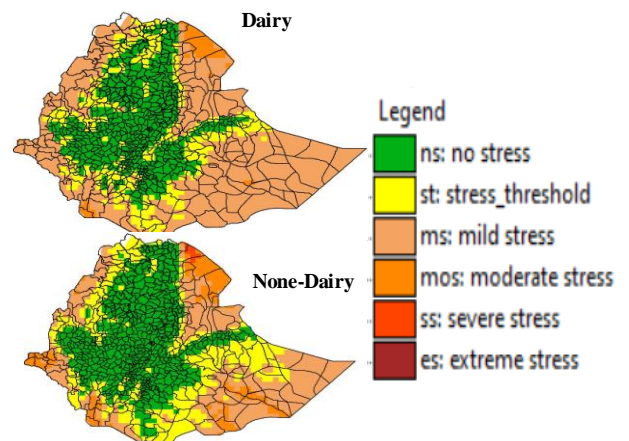 Dairy
Legend
ns: no stress
st: stress_threshold
ms: mild stress
None-Dairy
mos: moderate stress
ss: severe stress
es: extreme stress